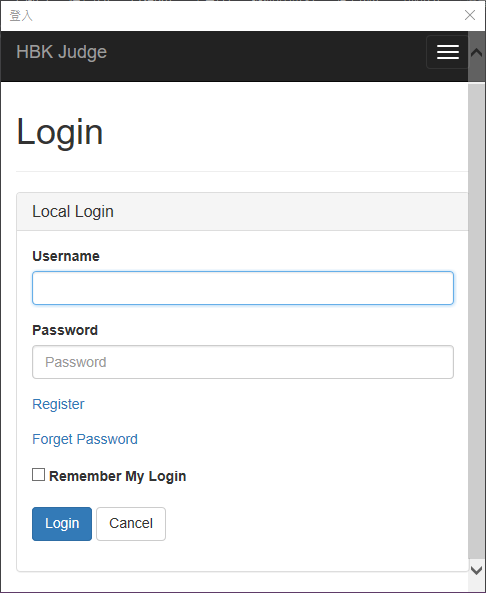 登入
HBK Judge
Login
Local Login
Username
Password
Password
Register
Forget Password
Remember My Login
Login Cancel